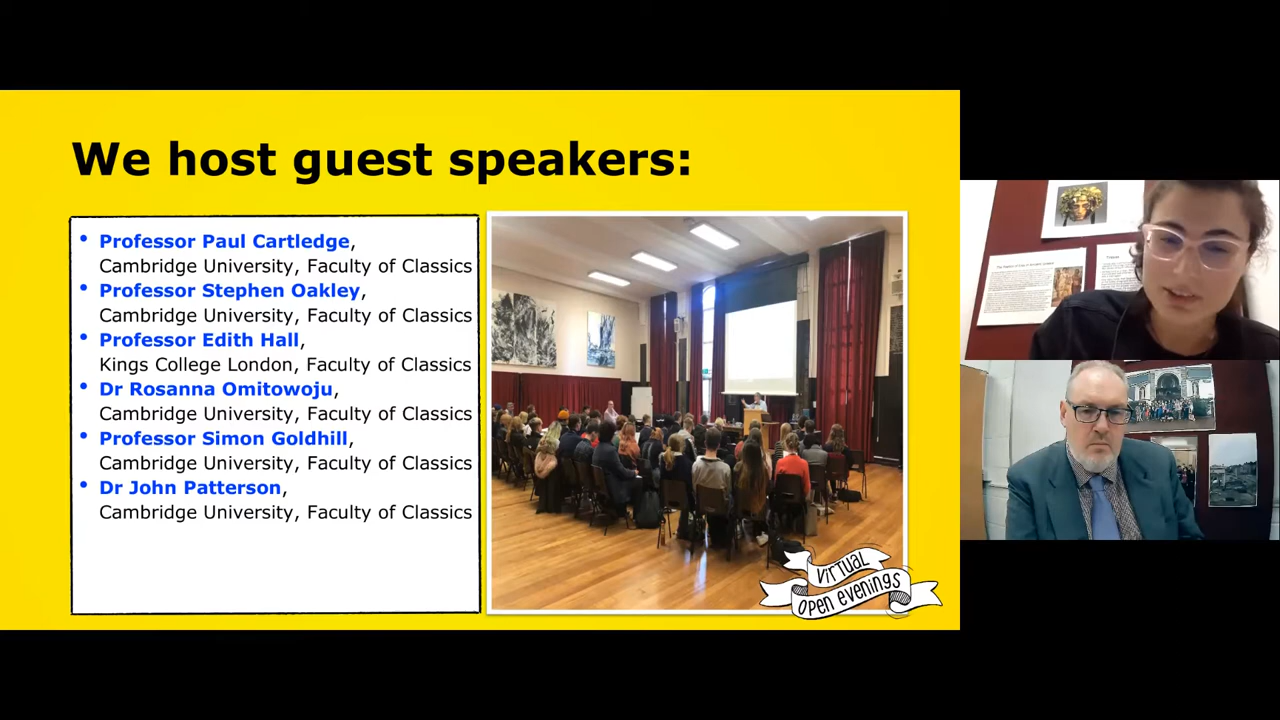 We host guest speakers:
• Professor Paul Cartledge,
Cambridge University, Faculty of Classics
• Professor Stephen Oakley,
Cambridge University, Faculty of Classics
• Professor Edith Hall,
Kings College London, Faculty of Classics
• Dr Rosanna Omitowoju,
Cambridge University, Faculty of Classics
• Professor Simon Goldhill,
Cambridge University, Faculty of Classics
• Dr John Patterson,
Cambridge University, Faculty of Classics
VIRTUAL
OPEN EVENINGS